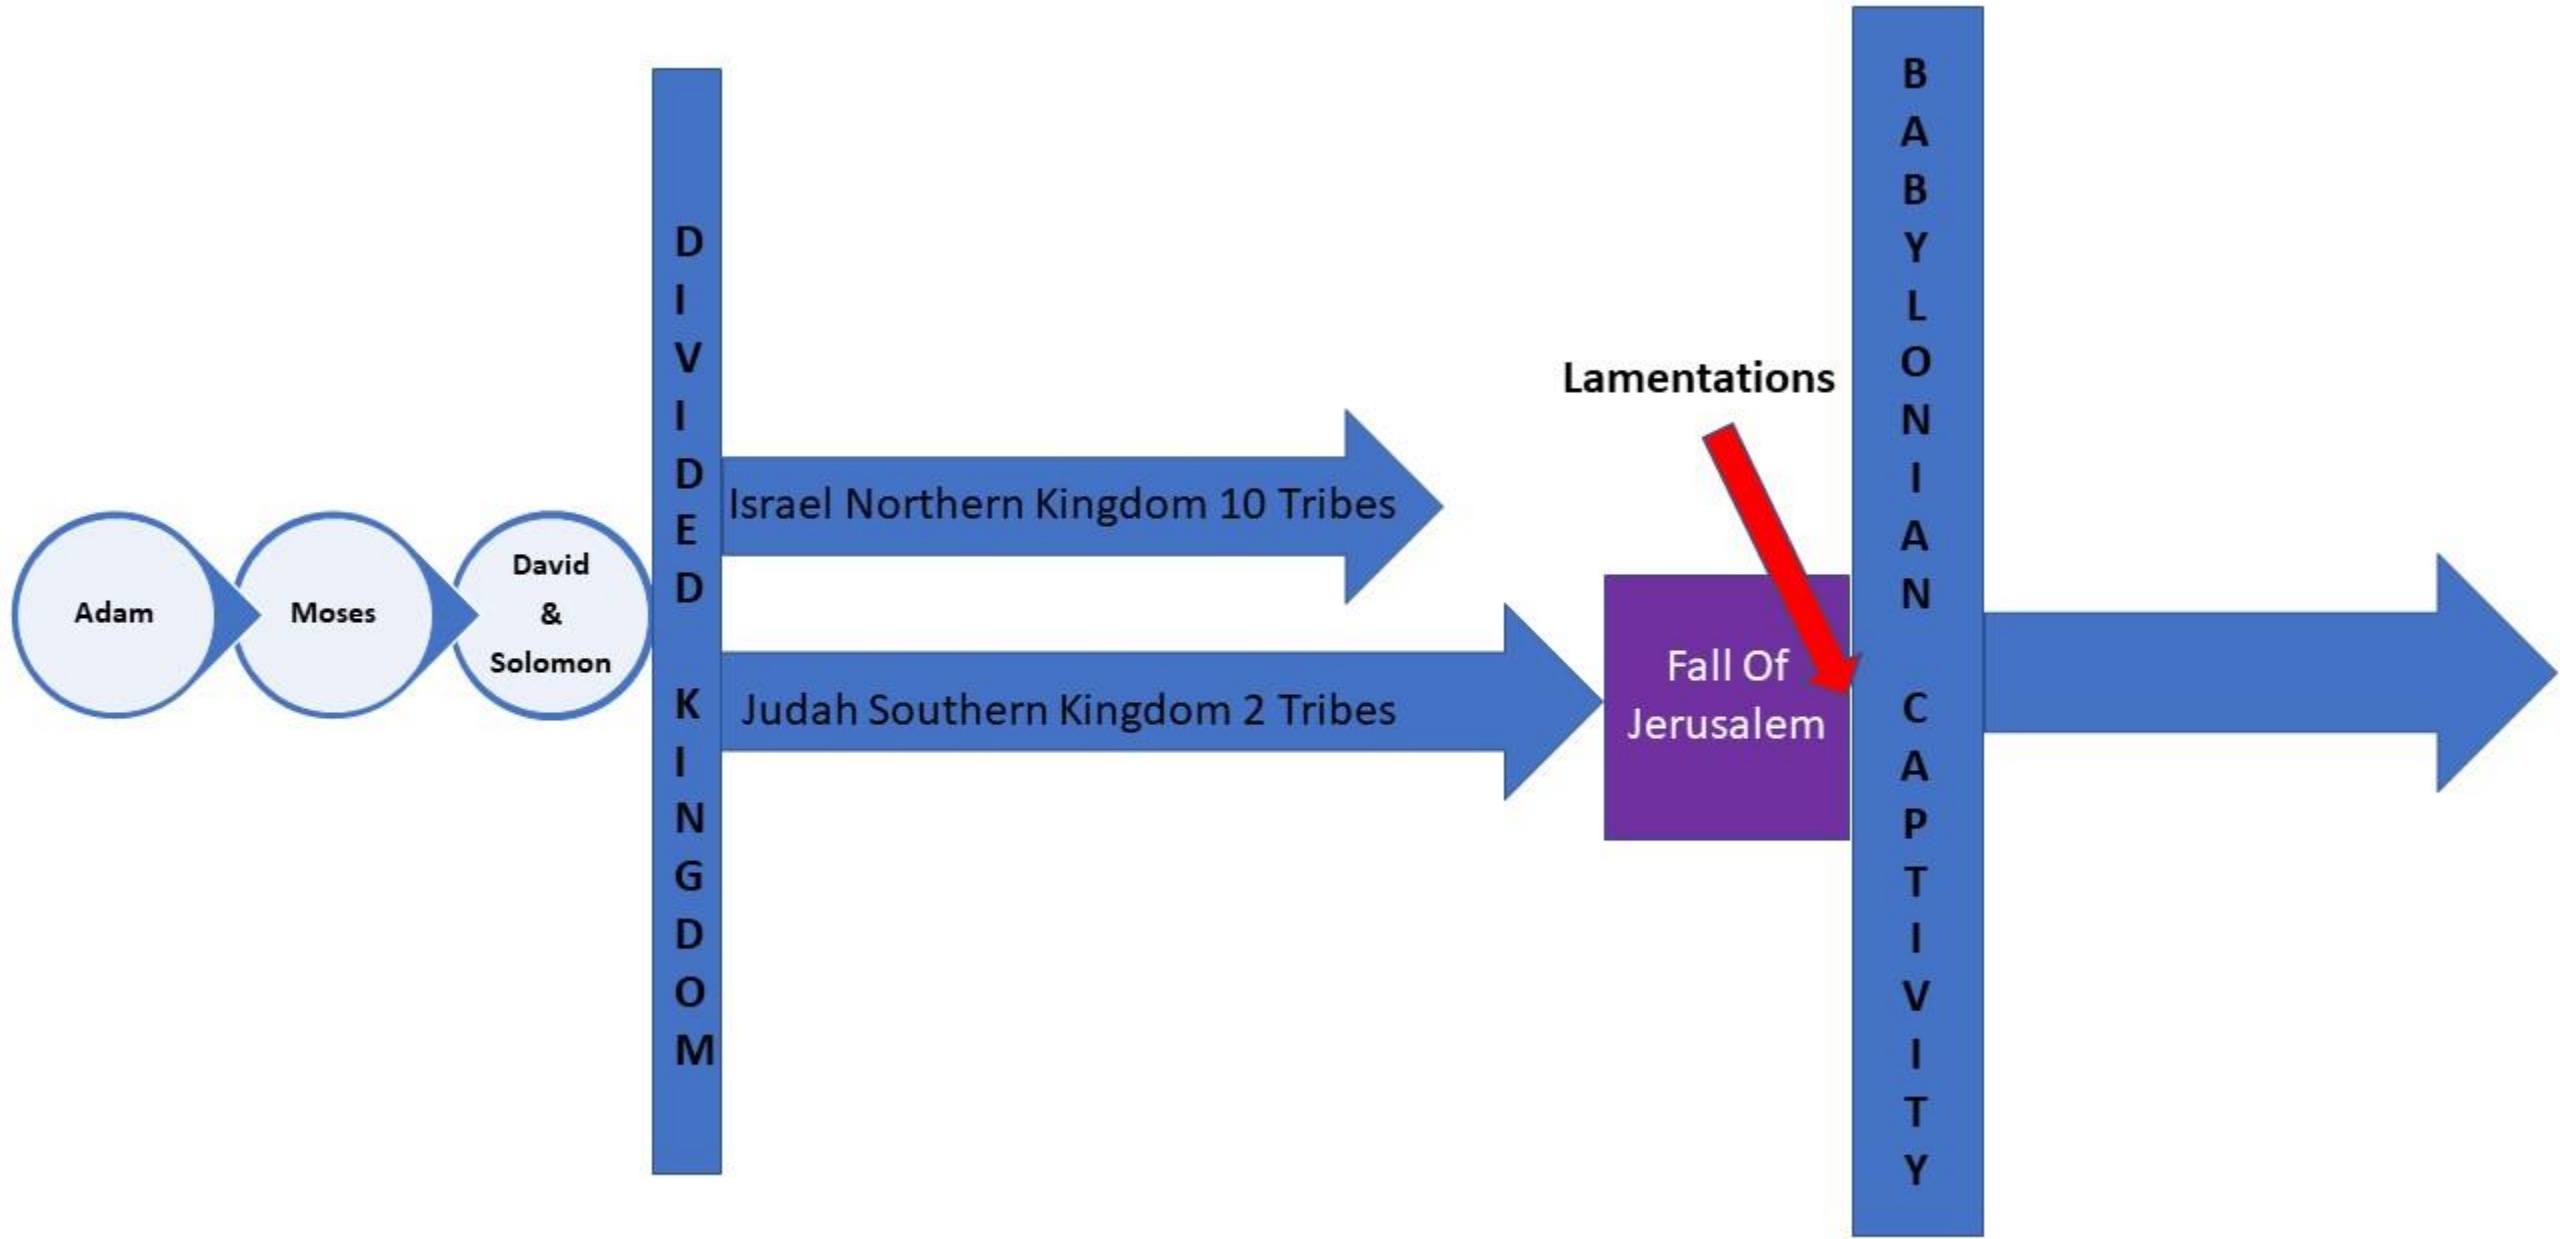 Adam
Moses
David
&
Solomon
DIVIDED KINGDOM
Israel Northern Kingdom 10 Tribes
Judah Southern Kingdom 2 Tribes
Lamentations
Fall Of
Jerusalem
BABYLONIAN CAPTIVITY